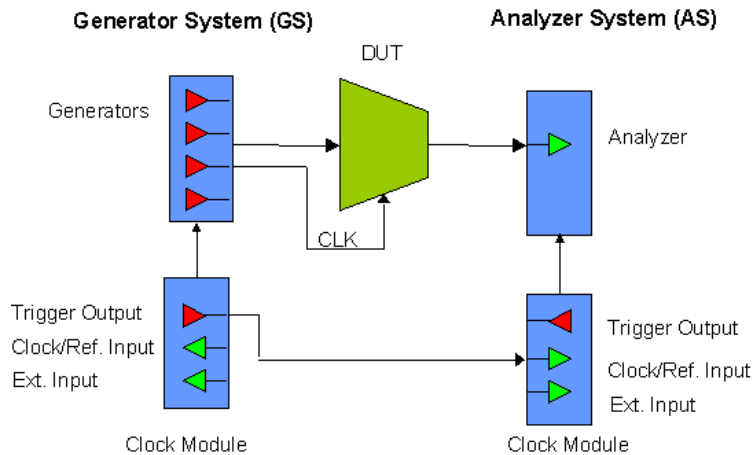 Generator System (GS)
Analyzer System (AS)
DUT
Generators
Analyzer
CLK
Trigger Output
Clock/Ref. Input
Ext. Input
Trigger Output
Clock/Ref. Input
Ext. Input
Clock Module
Clock Module